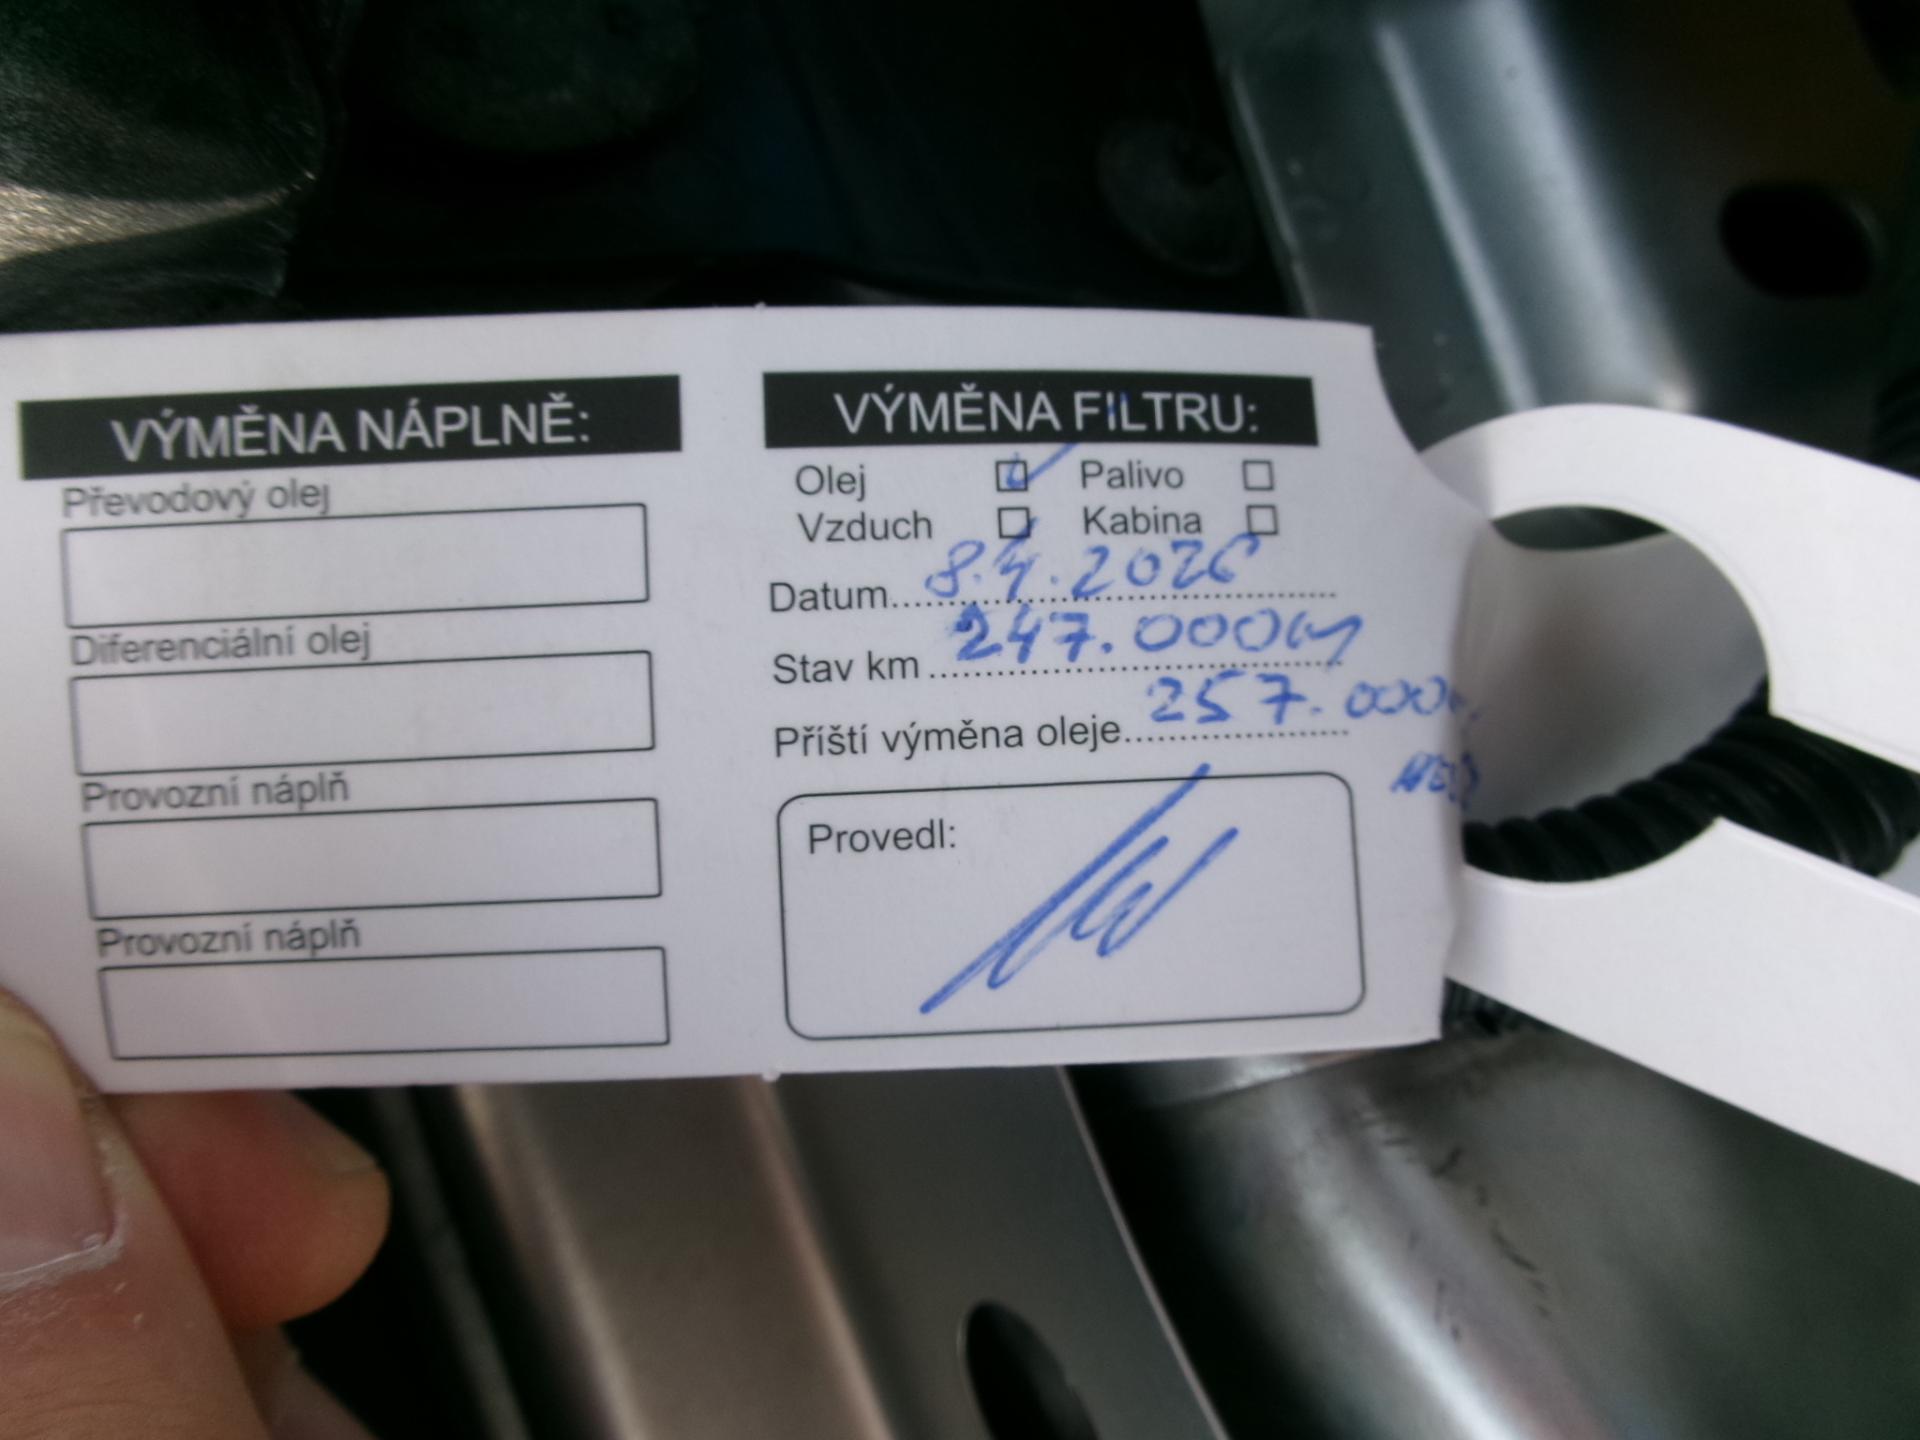 VÝMĚNA NÁPLNĚ:
Převodový olej
Diferenciální olej
Provozní náplň
Provozní náplň
VÝMĚNA FILTRU:
Olej Palivo
Vzduch Kabina
Datum 8.4.2026
Stav km 247.000
Příští výměna oleje 257.000
Provedl: